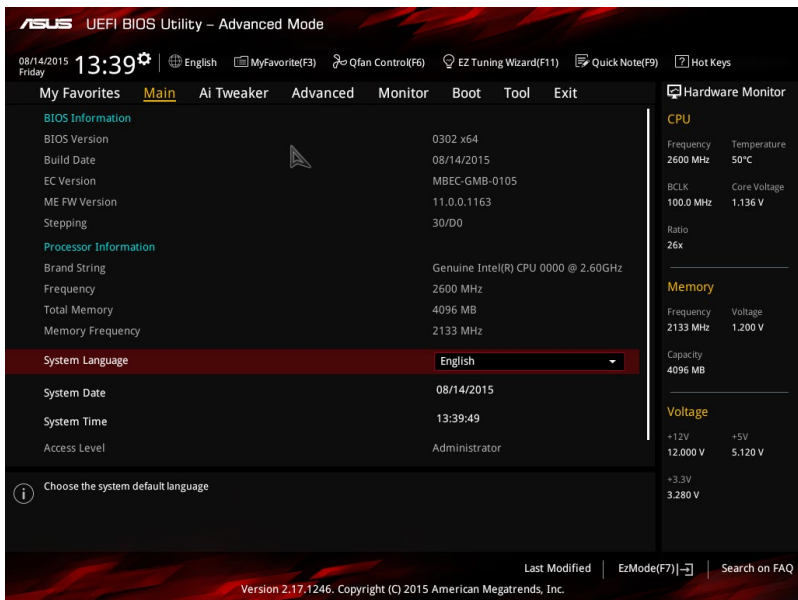 ASUS UEFI BIOS Utility – Advanced Mode
08/14/2015 Friday 13:39 English MyFavorite(F3) Qfan Control(F6) EZ Tuning Wizard(F11) Quick Note(F9) ? Hot Keys
My Favorites Main Ai Tweaker Advanced Monitor Boot Tool Exit
BIOS Information
BIOS Version 0302 x64
Build Date 08/14/2015
EC Version MBEC-GMB-0105
ME FW Version 11.0.0.1163
Stepping 30/D0
Processor Information
Brand String Genuine Intel(R) CPU 0000 @ 2.60GHz
Frequency 2600 MHz
Total Memory 4096 MB
Memory Frequency 2133 MHz
System Language English
System Date 08/14/2015
System Time 13:39:49
Access Level Administrator
i Choose the system default language
Hardware Monitor
CPU
Frequency Temperature
2600 MHz 50°C
BCLK Core Voltage
100.0 MHz 1.136 V
Ratio
26x
Memory
Frequency Voltage
2133 MHz 1.200 V
Capacity
4096 MB
Voltage
+12V +5V
12.000 V 5.120 V
+3.3V
3.280 V
Last Modified EzMode(F7) Search on FAQ
Version 2.17.1246. Copyright (C) 2015 American Megatrends, Inc.